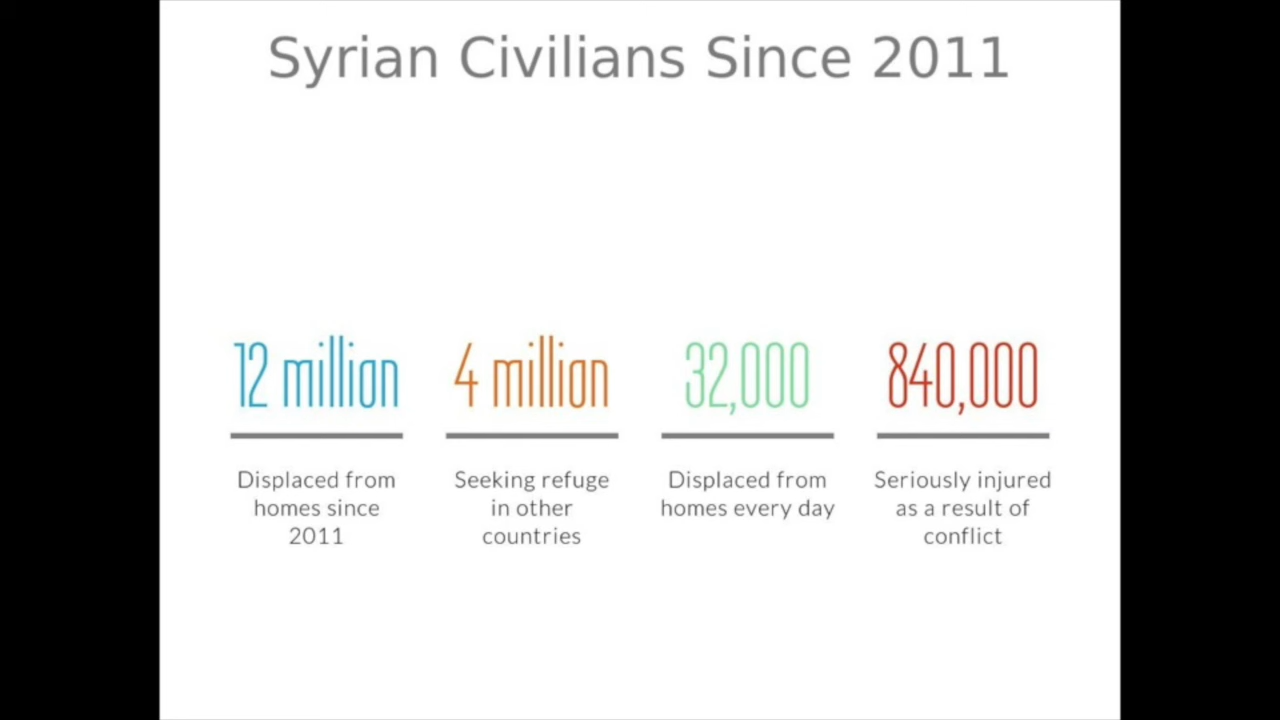 Syrian Civilians Since 2011
12 million
Displaced from
homes since
2011
4 million
Seeking refuge
in other
countries
32,000
Displaced from
homes every day
840,000
Seriously injured
as a result of
conflict